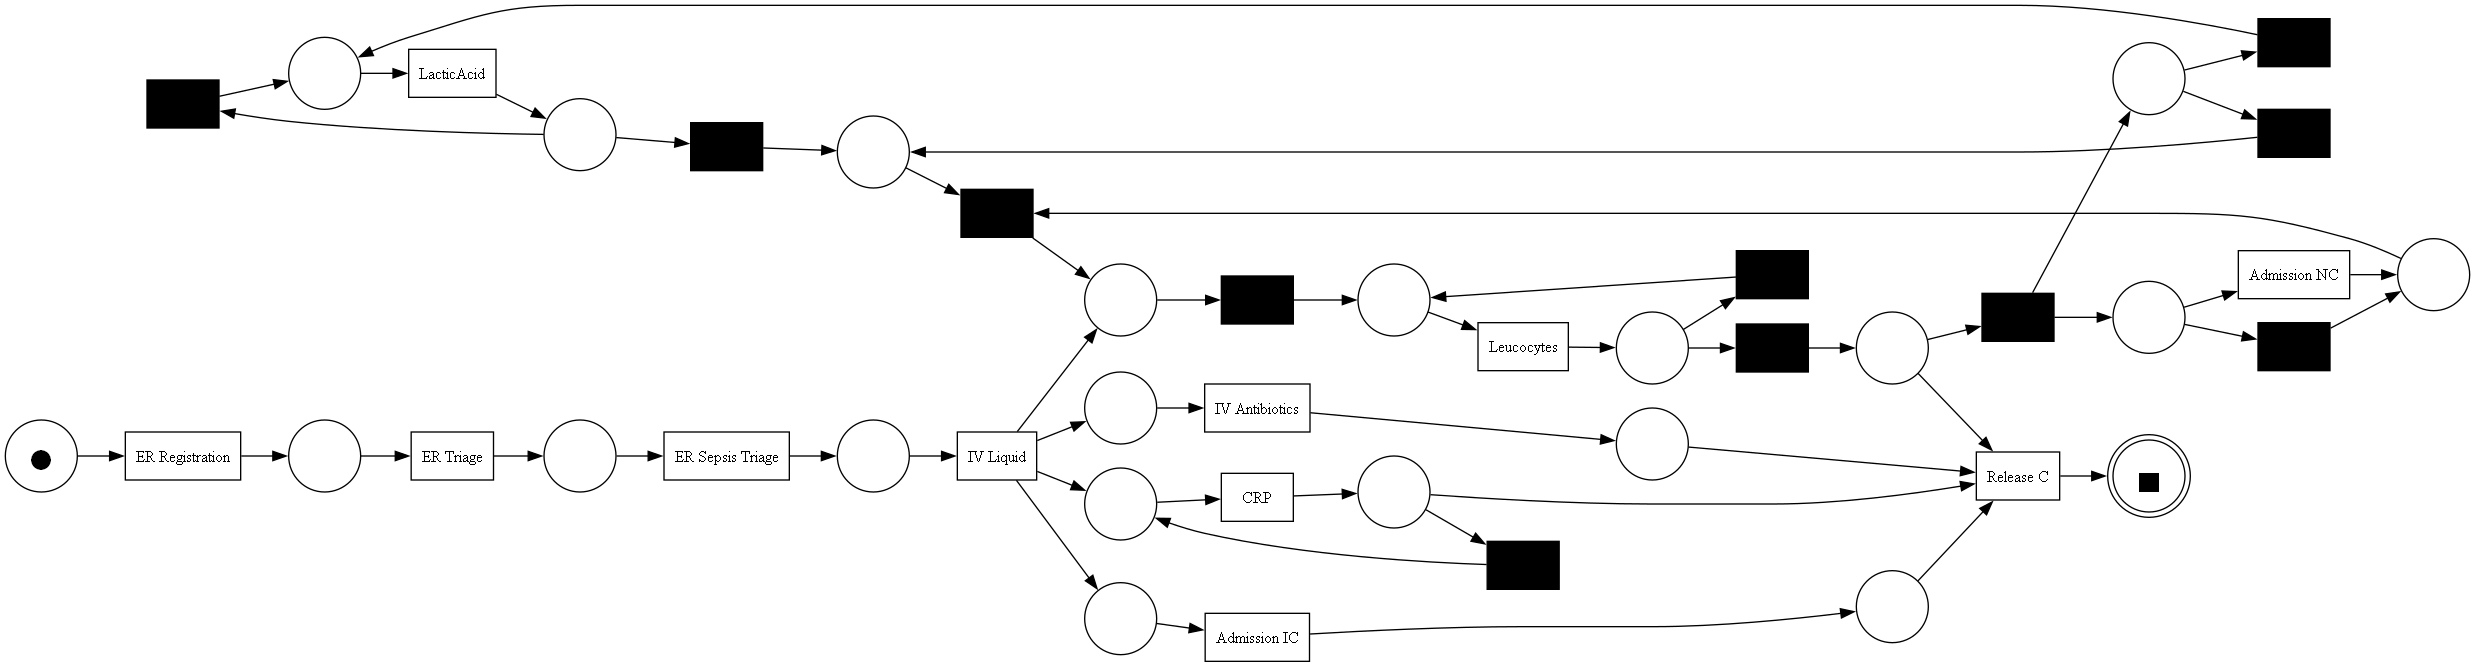 LacticAcid
Admission NC
Leucocytes
IV Antibiotics
ER Registration
ER Triage
ER Sepsis Triage
IV Liquid
Release C
CRP
Admission IC